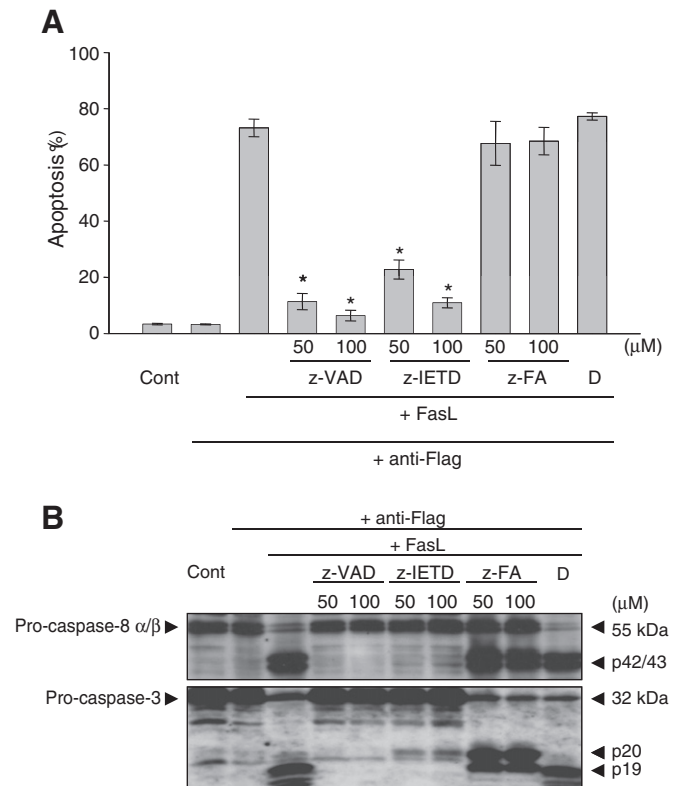 A
100
80
60
40
20
0
Apoptosis (%)
* * * *
50 100 50 100 50 100 (μM)
Cont z-VAD z-IETD z-FA D
+ FasL
+ anti-Flag
B
+ anti-Flag
+ FasL
Cont z-VAD z-IETD z-FA D
50 100 50 100 50 100 (μM)
Pro-caspase-8 α/β 55 kDa
p42/43
Pro-caspase-3 32 kDa
p20
p19